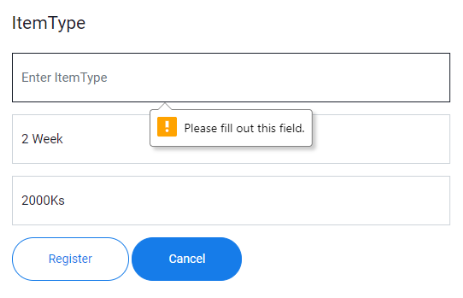 ItemType
Enter ItemType
Please fill out this field.
2 Week
2000Ks
Register Cancel